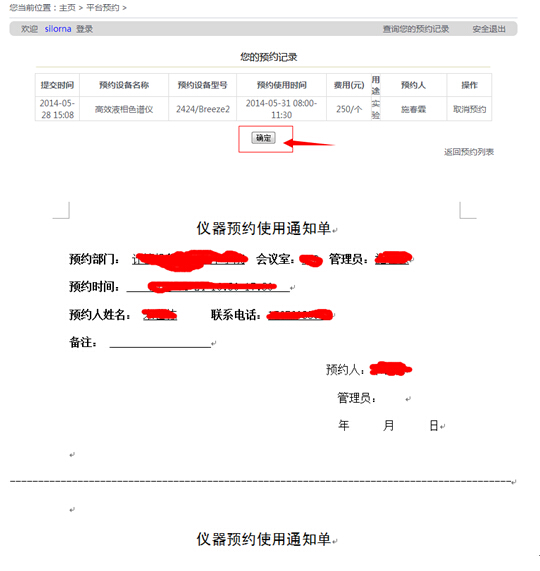 您当前位置：主页 > 平台预约 >
欢迎 silorna 登录 查询您的预约记录 安全退出
您的预约记录
提交时间 预约设备名称 预约设备型号 预约使用时间 费用(元) 用途 预约人 操作
2014-05-28 15:08 高效液相色谱仪 2424/Breeze2 2014-05-31 08:00-11:30 250/个 实验 施春霖 取消预约
确定
返回预约列表
仪器预约使用通知单
预约部门： 会议室： 管理员：
预约时间：
预约人姓名： 联系电话：
备注：
预约人：
管理员：
年 月 日
仪器预约使用通知单